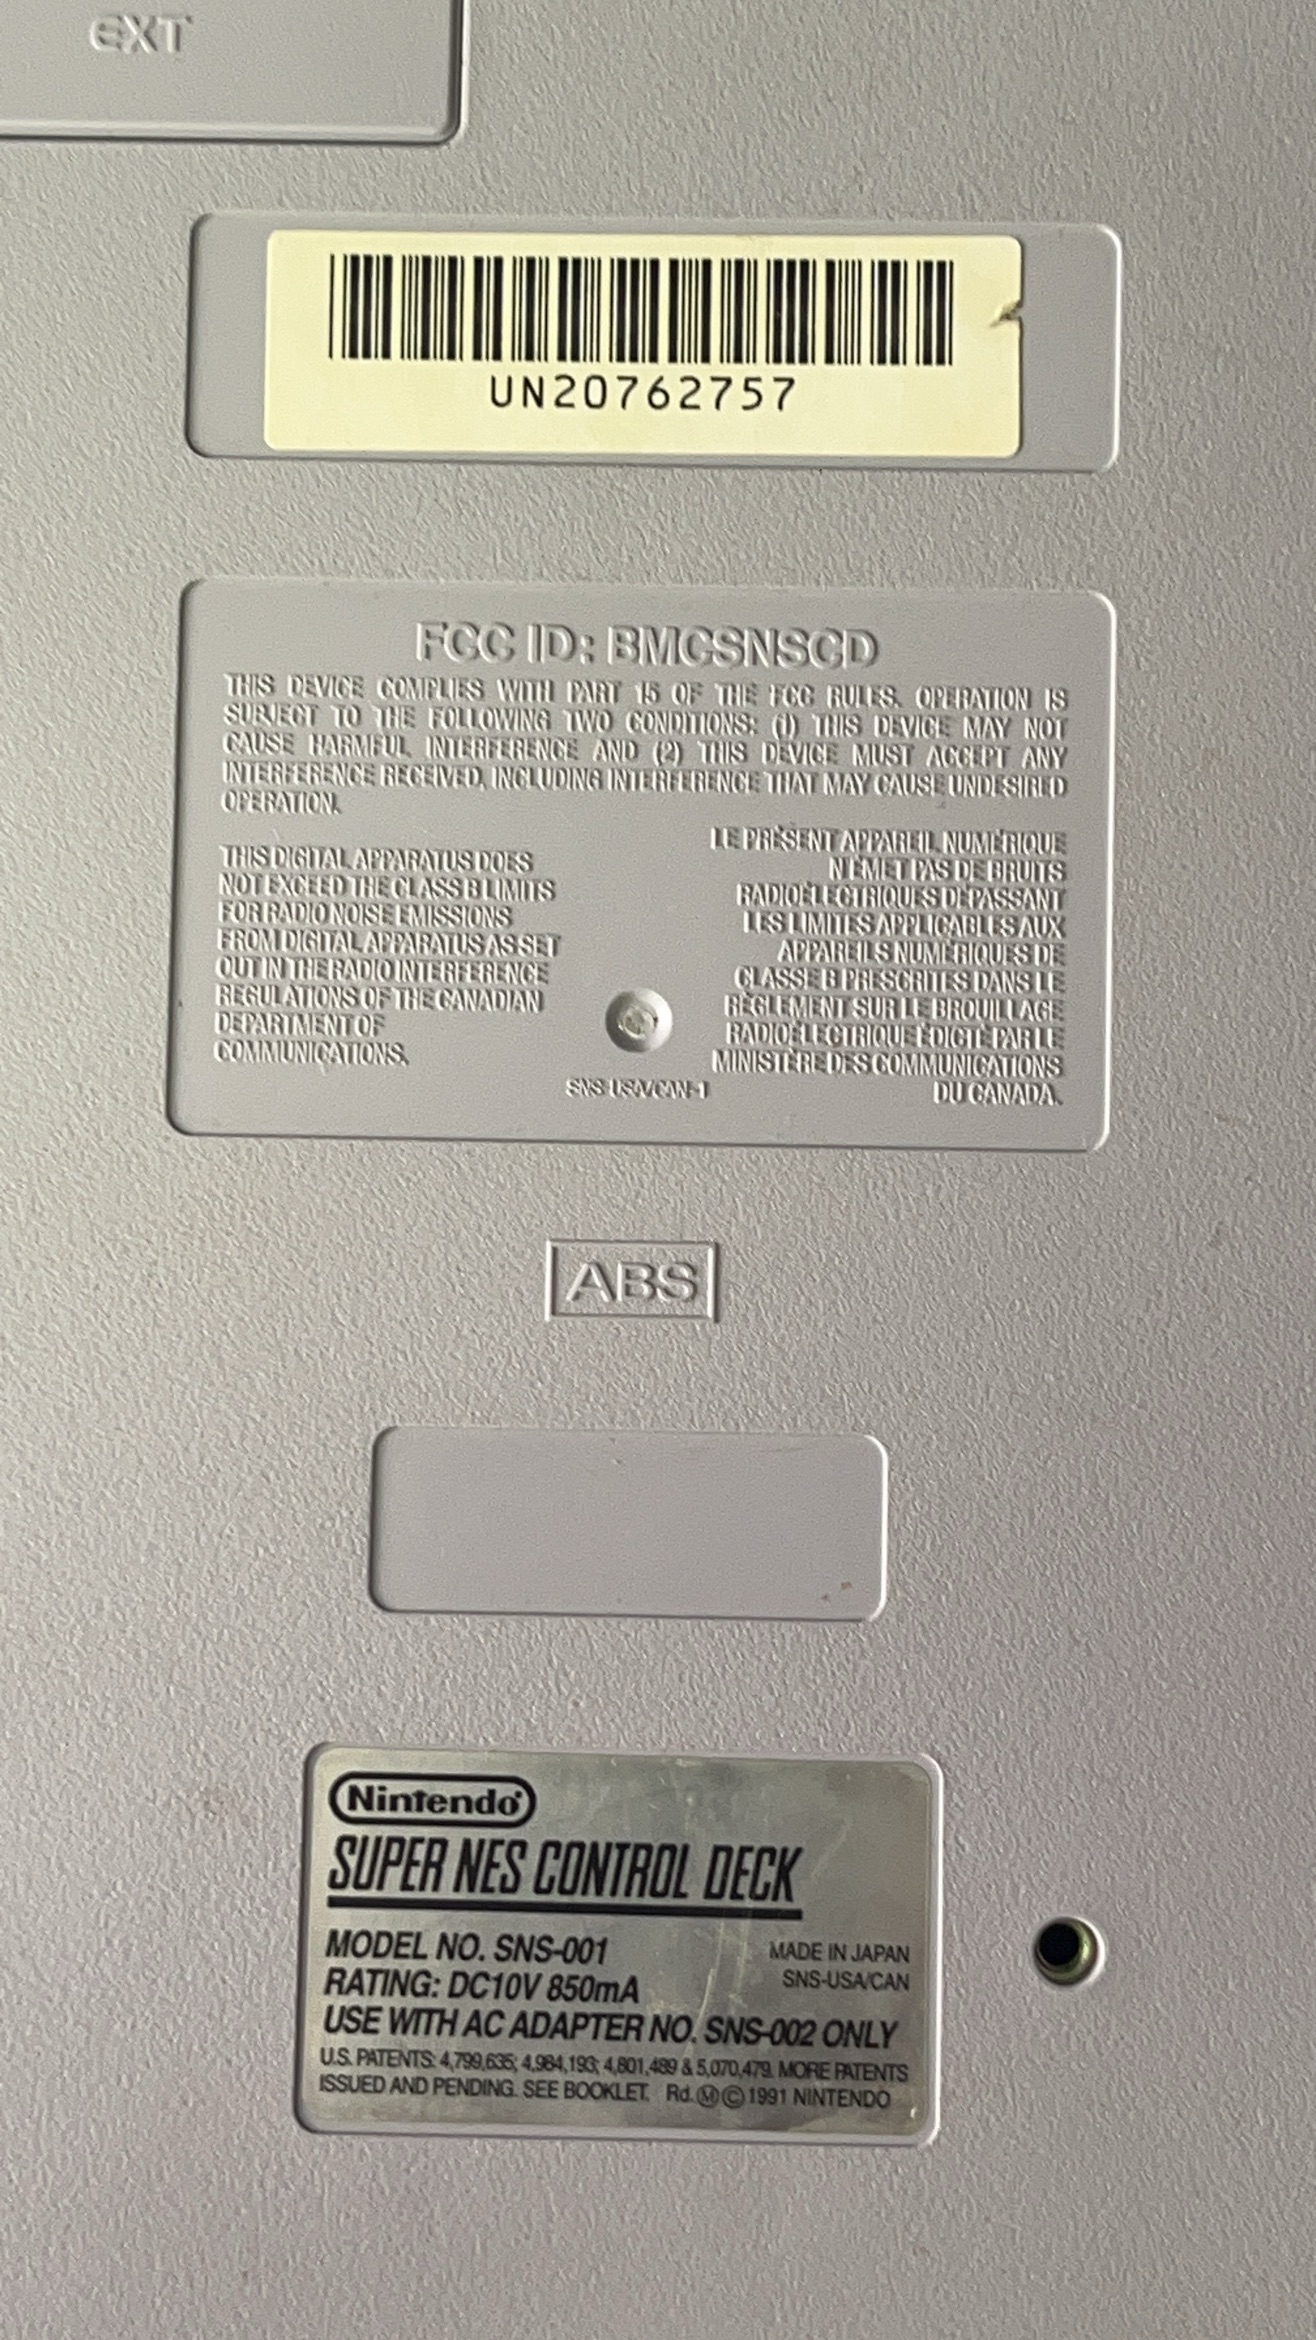 EXT
UN20762757
FCC ID: BMCSNSCD
THIS DEVICE COMPLIES WITH PART 15 OF THE FCC RULES. OPERATION IS
SUBJECT TO THE FOLLOWING TWO CONDITIONS: (1) THIS DEVICE MAY NOT
CAUSE HARMFUL INTERFERENCE AND (2) THIS DEVICE MUST ACCEPT ANY
INTERFERENCE RECEIVED, INCLUDING INTERFERENCE THAT MAY CAUSE UNDESIRED
OPERATION.
THIS DIGITAL APPARATUS DOES
NOT EXCEED THE CLASS B LIMITS
FOR RADIO NOISE EMISSIONS
FROM DIGITAL APPARATUS AS SET
OUT IN THE RADIO INTERFERENCE
REGULATIONS OF THE CANADIAN
DEPARTMENT OF
COMMUNICATIONS.
LE PRÉSENT APPAREIL NUMÉRIQUE
N'ÉMET PAS DE BRUITS
RADIOÉLECTRIQUES DÉPASSANT
LES LIMITES APPLICABLES AUX
APPAREILS NUMÉRIQUES DE
CLASSE B PRESCRITES DANS LE
RÈGLEMENT SUR LE BROUILLAGE
RADIOÉLECTRIQUE ÉDICTÉ PAR LE
MINISTÈRE DES COMMUNICATIONS
DU CANADA.
SNS-USA/CAN-1
ABS
Nintendo®
SUPER NES CONTROL DECK
MODEL NO. SNS-001
RATING: DC10V 850mA
MADE IN JAPAN
SNS-USA/CAN
USE WITH AC ADAPTER NO. SNS-002 ONLY
U.S. PATENTS: 4,799,635; 4,984,193; 4,801,489 & 5,070,479. MORE PATENTS
ISSUED AND PENDING. SEE BOOKLET. Rd. Ⓜ © 1991 NINTENDO